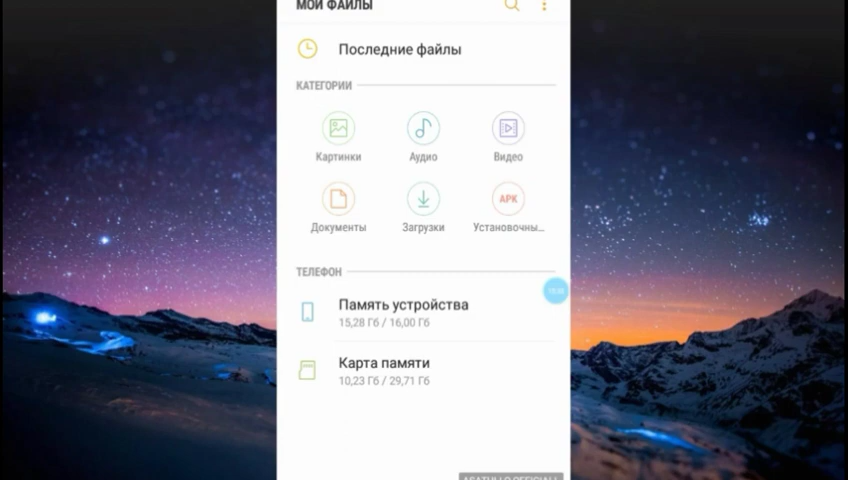 МОИ ФАЙЛЫ
Последние файлы
КАТЕГОРИИ
Картинки
Аудио
Видео
APK
Документы
Загрузки
Установочны...
ТЕЛЕФОН
Память устройства
15,28 Гб / 16,00 Гб
Карта памяти
10,23 Гб / 29,71 Гб